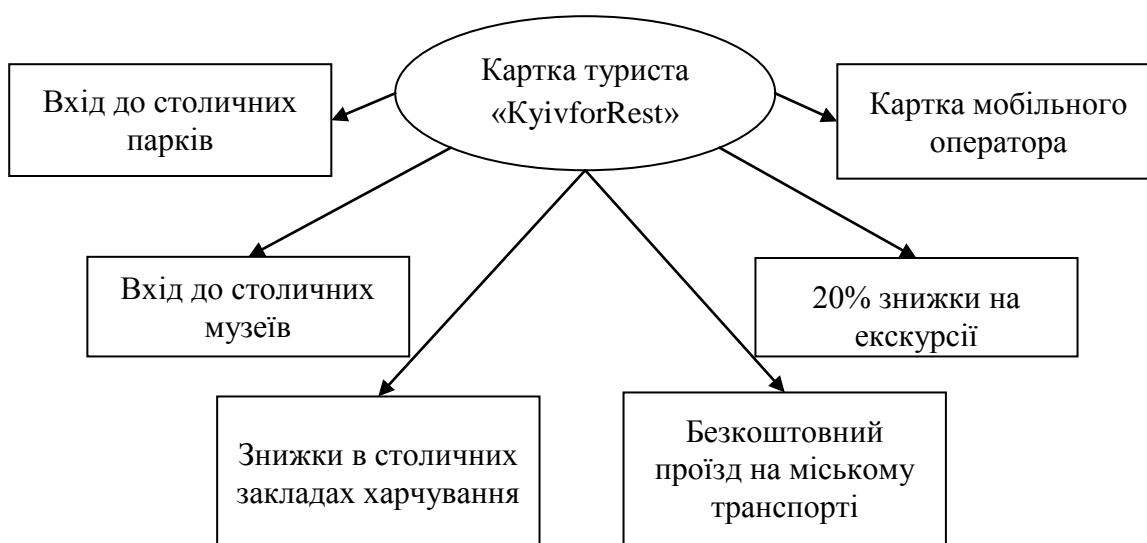 Картка туриста
«KyivforRest»
Вхід до столичних
парків
Картка мобільного
оператора
Вхід до столичних
музеїв
20% знижки на
екскурсії
Знижки в столичних
закладах харчування
Безкоштовний
проїзд на міському
транспорті